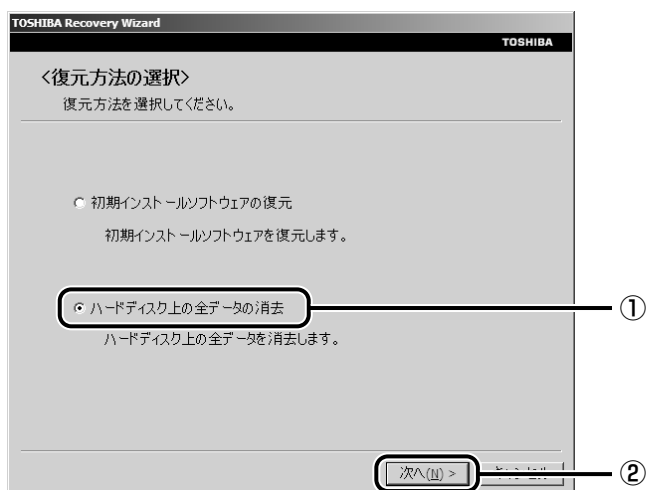 TOSHIBA Recovery Wizard
TOSHIBA
<復元方法の選択>
復元方法を選択してください。
初期インストールソフトウェアの復元
初期インストールソフトウェアを復元します。
ハードディスク上の全データの消去
①
ハードディスク上の全データを消去します。
次へ(N) >
②